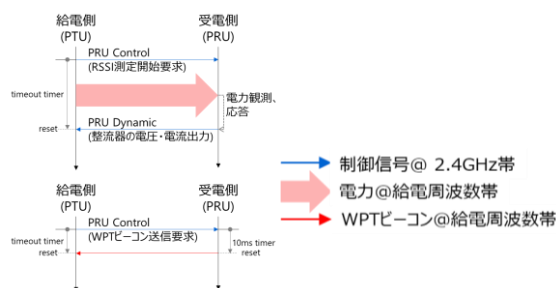 給電側
(PTU)
受電側
(PRU)
PRU Control
(RSSI測定開始要求)
timeout timer
電力観測、
応答
PRU Dynamic
reset
(整流器の電圧・電流出力)
給電側
(PTU)
受電側
(PRU)
PRU Control
(WPTビーコン送信要求)
timeout timer
reset
10ms timer
reset
制御信号@ 2.4GHz帯
電力@給電周波数帯
WPTビーコン@給電周波数帯